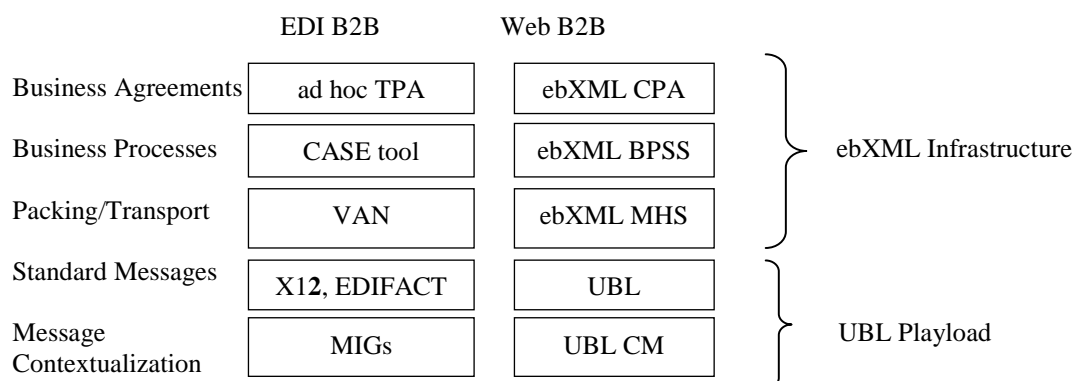 EDI B2B Web B2B
Business Agreements ad hoc TPA ebXML CPA
Business Processes CASE tool ebXML BPSS ebXML Infrastructure
Packing/Transport VAN ebXML MHS
Standard Messages X12, EDIFACT UBL
Message
Contextualization MIGs UBL CM UBL Playload